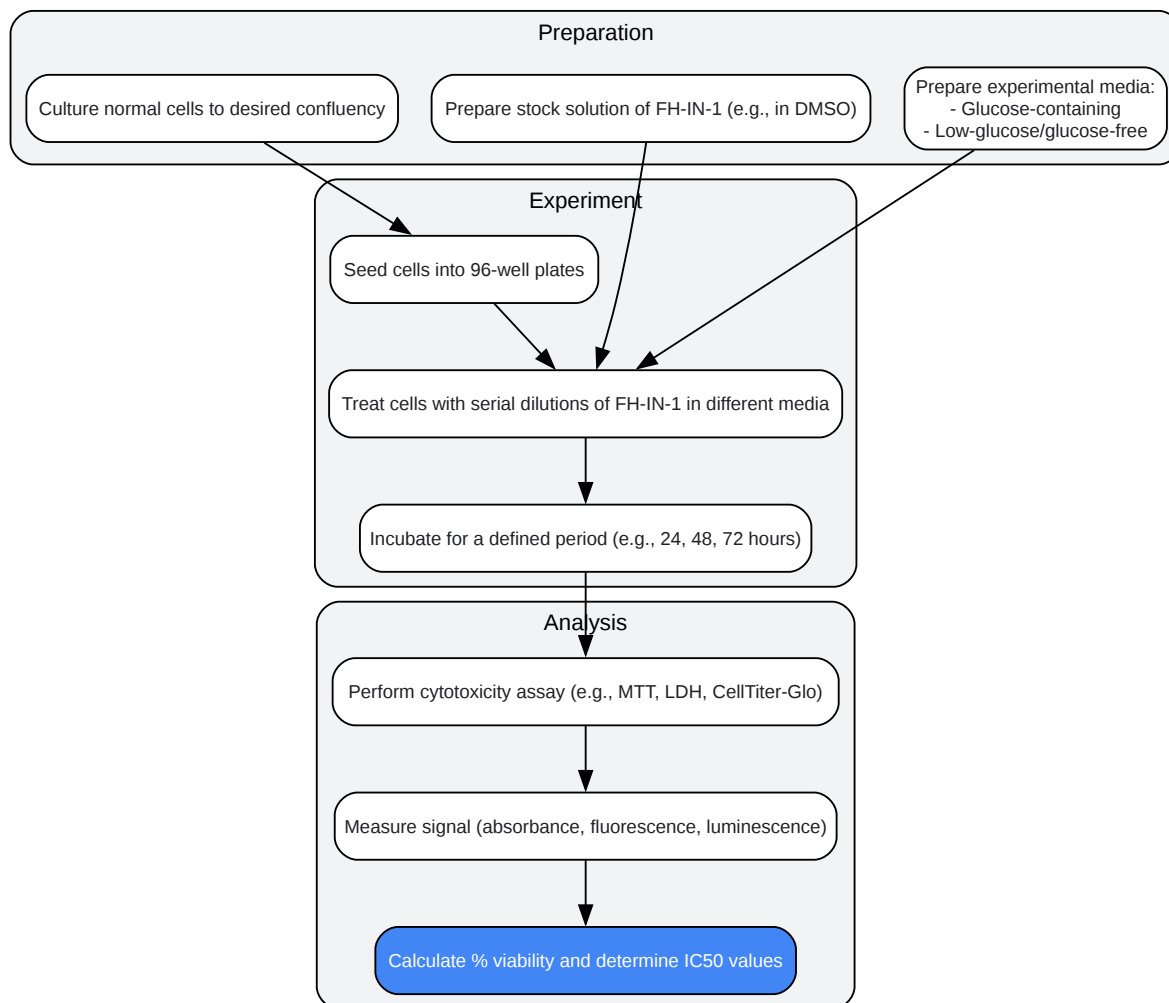 Preparation
Culture normal cells to desired confluency
Prepare stock solution of FH-IN-1 (e.g., in DMSO)
Prepare experimental media:
- Glucose-containing
- Low-glucose/glucose-free
Experiment
Seed cells into 96-well plates
Treat cells with serial dilutions of FH-IN-1 in different media
Incubate for a defined period (e.g., 24, 48, 72 hours)
Analysis
Perform cytotoxicity assay (e.g., MTT, LDH, CellTiter-Glo)
Measure signal (absorbance, fluorescence, luminescence)
Calculate % viability and determine IC50 values